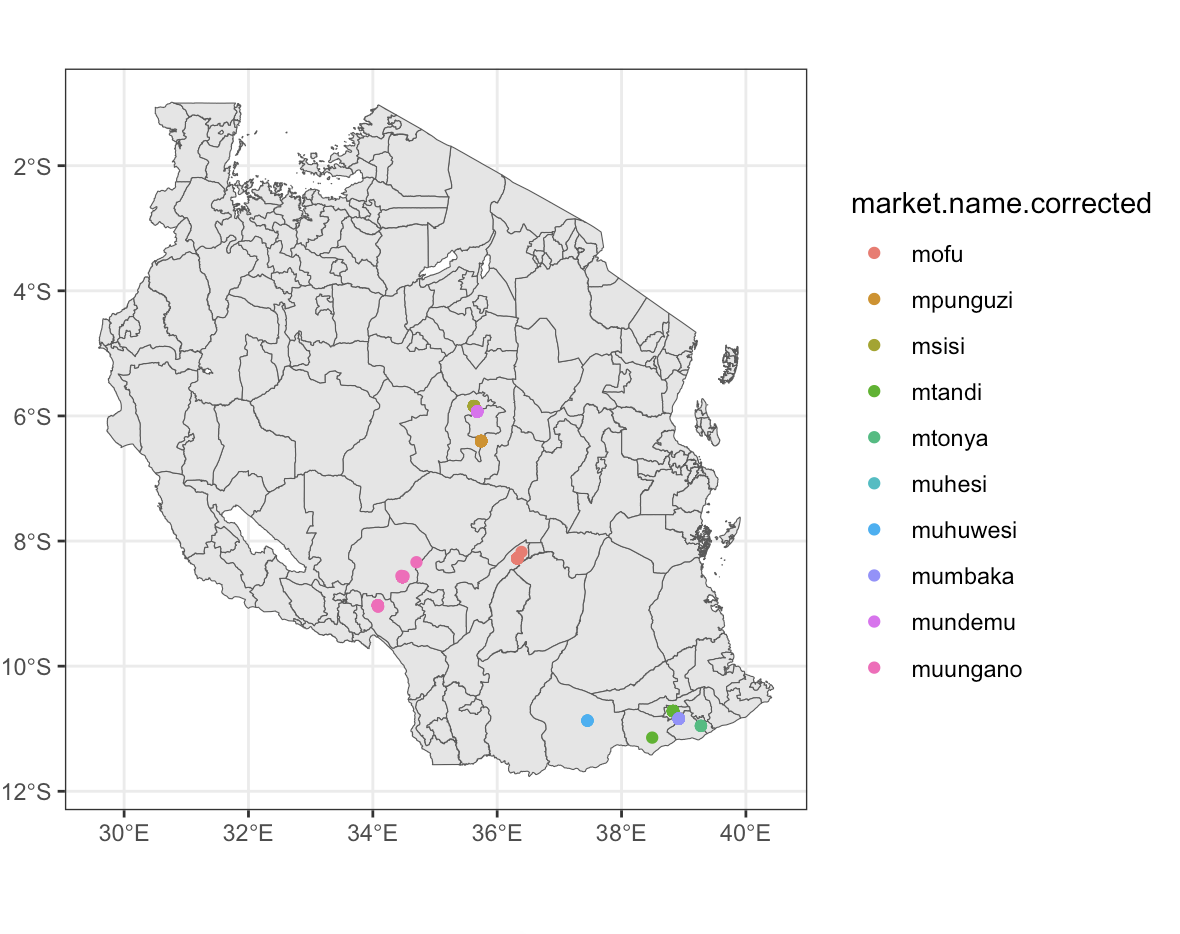 2°S
4°S
6°S
8°S
10°S
12°S
30°E 32°E 34°E 36°E 38°E 40°E
market.name.corrected
mofu
mpunguzi
msisi
mtandi
mtonya
muhesi
muhuwesi
mumbaka
mundemu
muungano